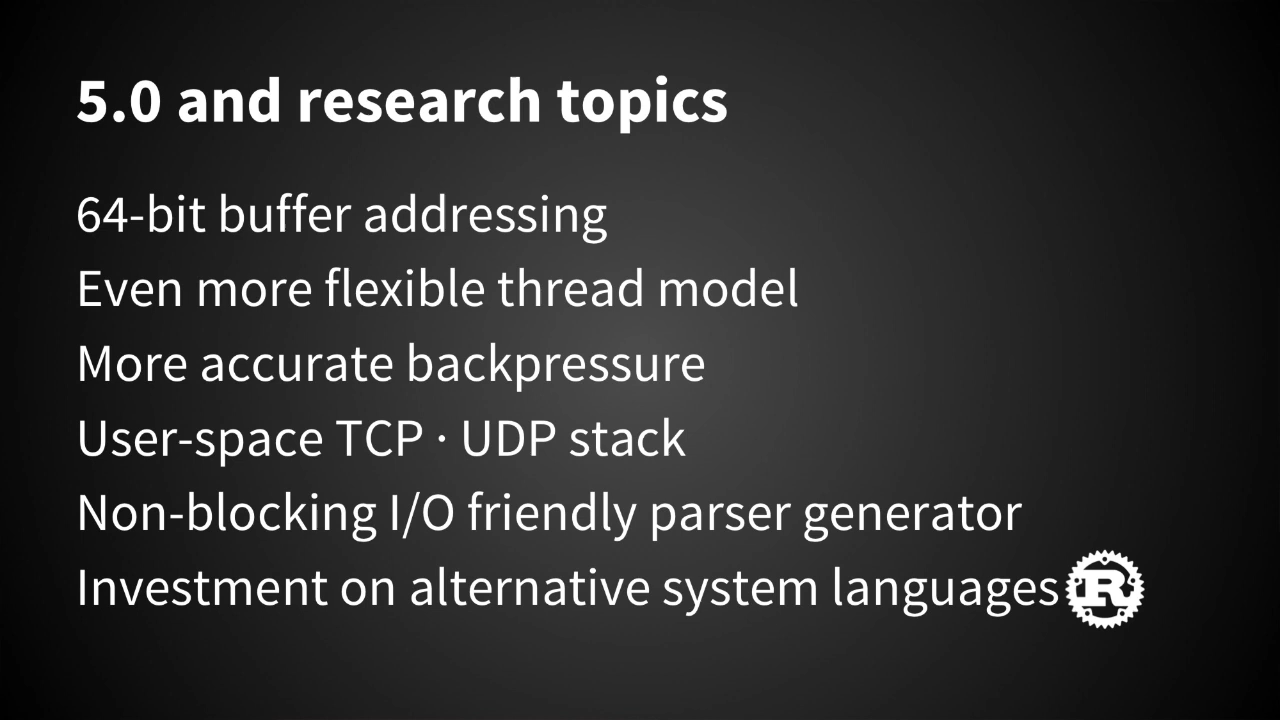 5.0 and research topics
64-bit buffer addressing
Even more flexible thread model
More accurate backpressure
User-space TCP · UDP stack
Non-blocking I/O friendly parser generator
Investment on alternative system languages R